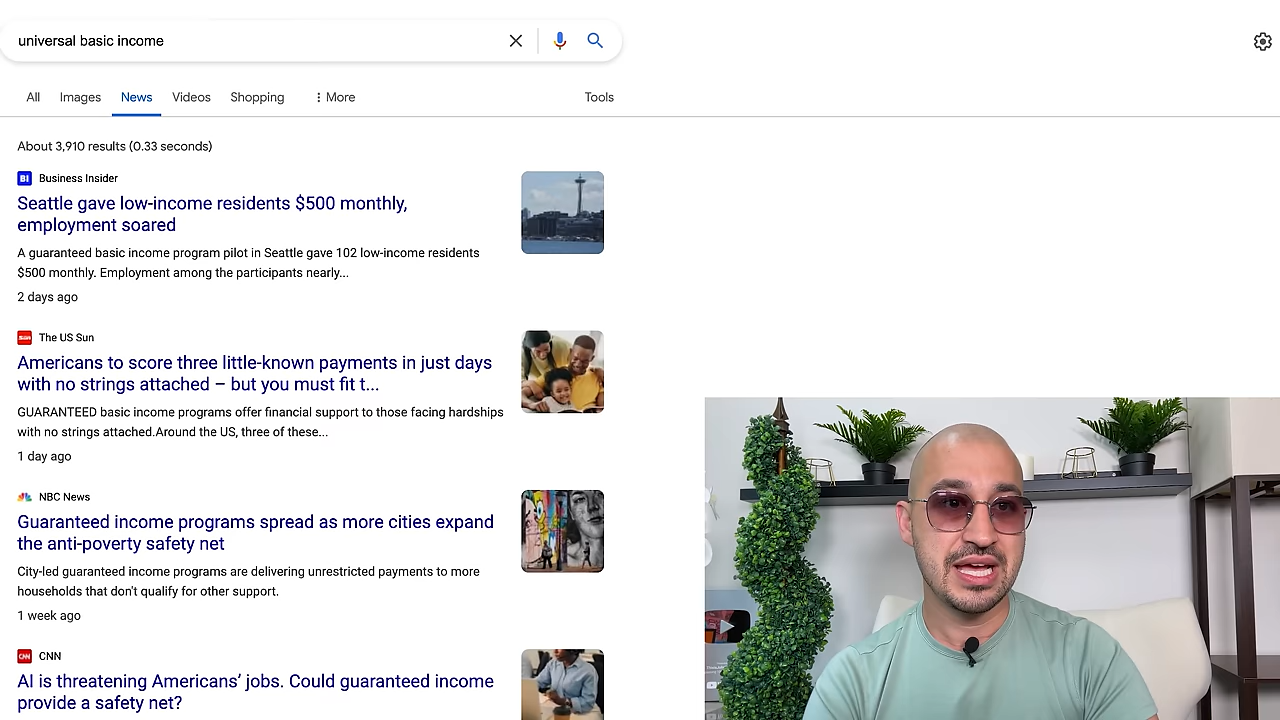 universal basic income
All Images News Videos Shopping More Tools
About 3,910 results (0.33 seconds)
BI Business Insider
Seattle gave low-income residents $500 monthly,
employment soared
A guaranteed basic income program pilot in Seattle gave 102 low-income residents
$500 monthly. Employment among the participants nearly...
2 days ago
Sun The US Sun
Americans to score three little-known payments in just days
with no strings attached – but you must fit t...
GUARANTEED basic income programs offer financial support to those facing hardships
with no strings attached.Around the US, three of these...
1 day ago
NBC News
Guaranteed income programs spread as more cities expand
the anti-poverty safety net
City-led guaranteed income programs are delivering unrestricted payments to more
households that don't qualify for other support.
1 week ago
CNN CNN
AI is threatening Americans' jobs. Could guaranteed income
provide a safety net?